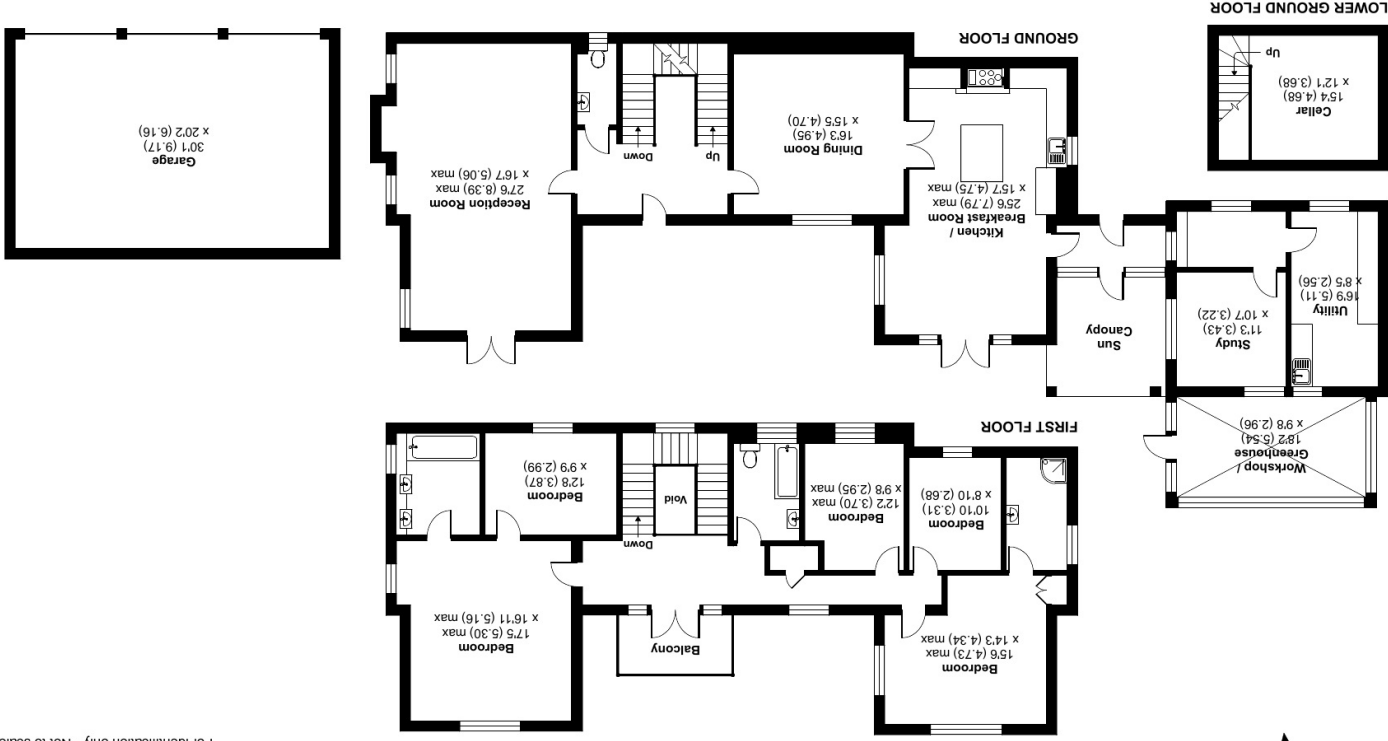 For identification only - Not to scale
Bedroom
15'6 (4.73) max
x 14'3 (4.34) max
Balcony
Bedroom
17'5 (5.30) max
x 16'11 (5.16) max
Down
Void
Bedroom
10'10 (3.31)
x 8'10 (2.68)
Bedroom
12'2 (3.70) max
x 9'8 (2.95) max
Bedroom
12'8 (3.87)
x 9'9 (2.99)
FIRST FLOOR
Workshop /
Greenhouse
18'2 (5.54)
x 9'8 (2.96)
Utility
16'9 (5.11)
x 8'5 (2.56)
Study
11'3 (3.43)
x 10'7 (3.22)
Sun
Canopy
Kitchen /
Breakfast Room
25'6 (7.79) max
x 15'7 (4.75) max
Dining Room
16'3 (4.95)
x 15'5 (4.70)
Up
Down
Reception Room
27'6 (8.39) max
x 16'7 (5.06) max
GROUND FLOOR
Garage
30'1 (9.17)
x 20'2 (6.16)
Cellar
15'4 (4.68)
x 12'1 (3.68)
Up
LOWER GROUND FLOOR